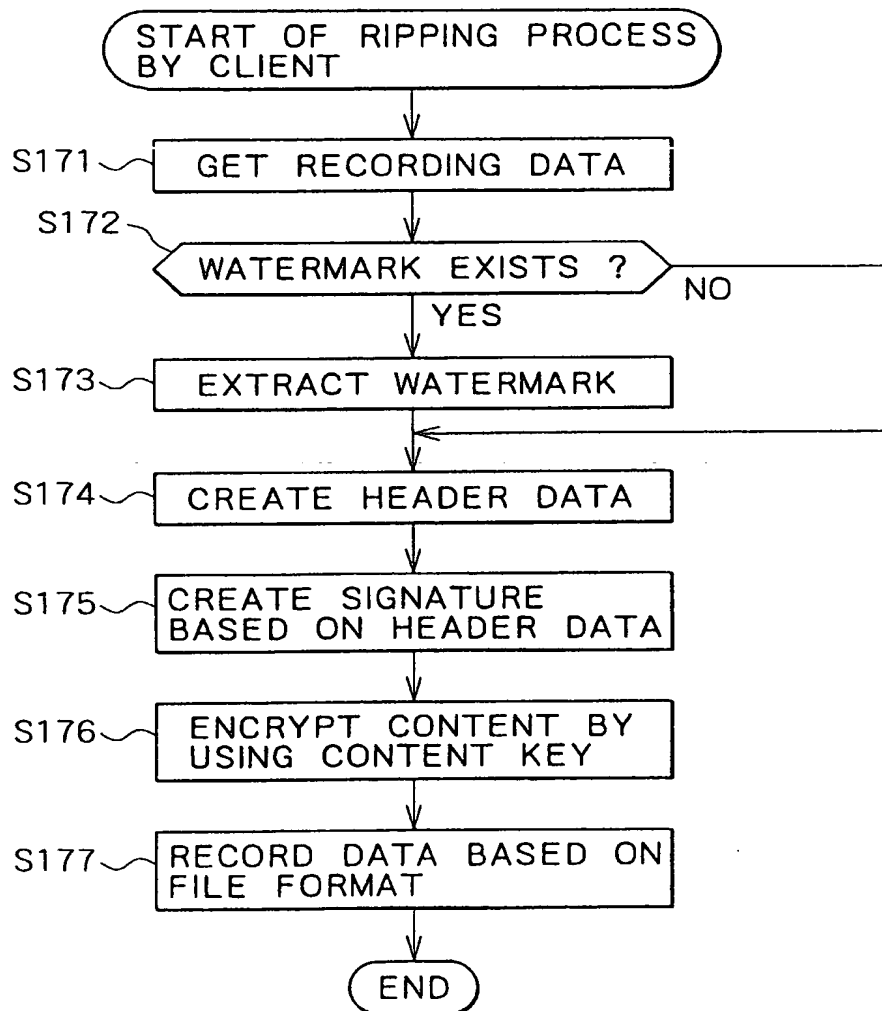 START OF RIPPING PROCESS
BY CLIENT
S171
GET RECORDING DATA
S172
WATERMARK EXISTS ?
NO
YES
S173
EXTRACT WATERMARK
S174
CREATE HEADER DATA
S175
CREATE SIGNATURE
BASED ON HEADER DATA
S176
ENCRYPT CONTENT BY
USING CONTENT KEY
S177
RECORD DATA BASED ON
FILE FORMAT
END